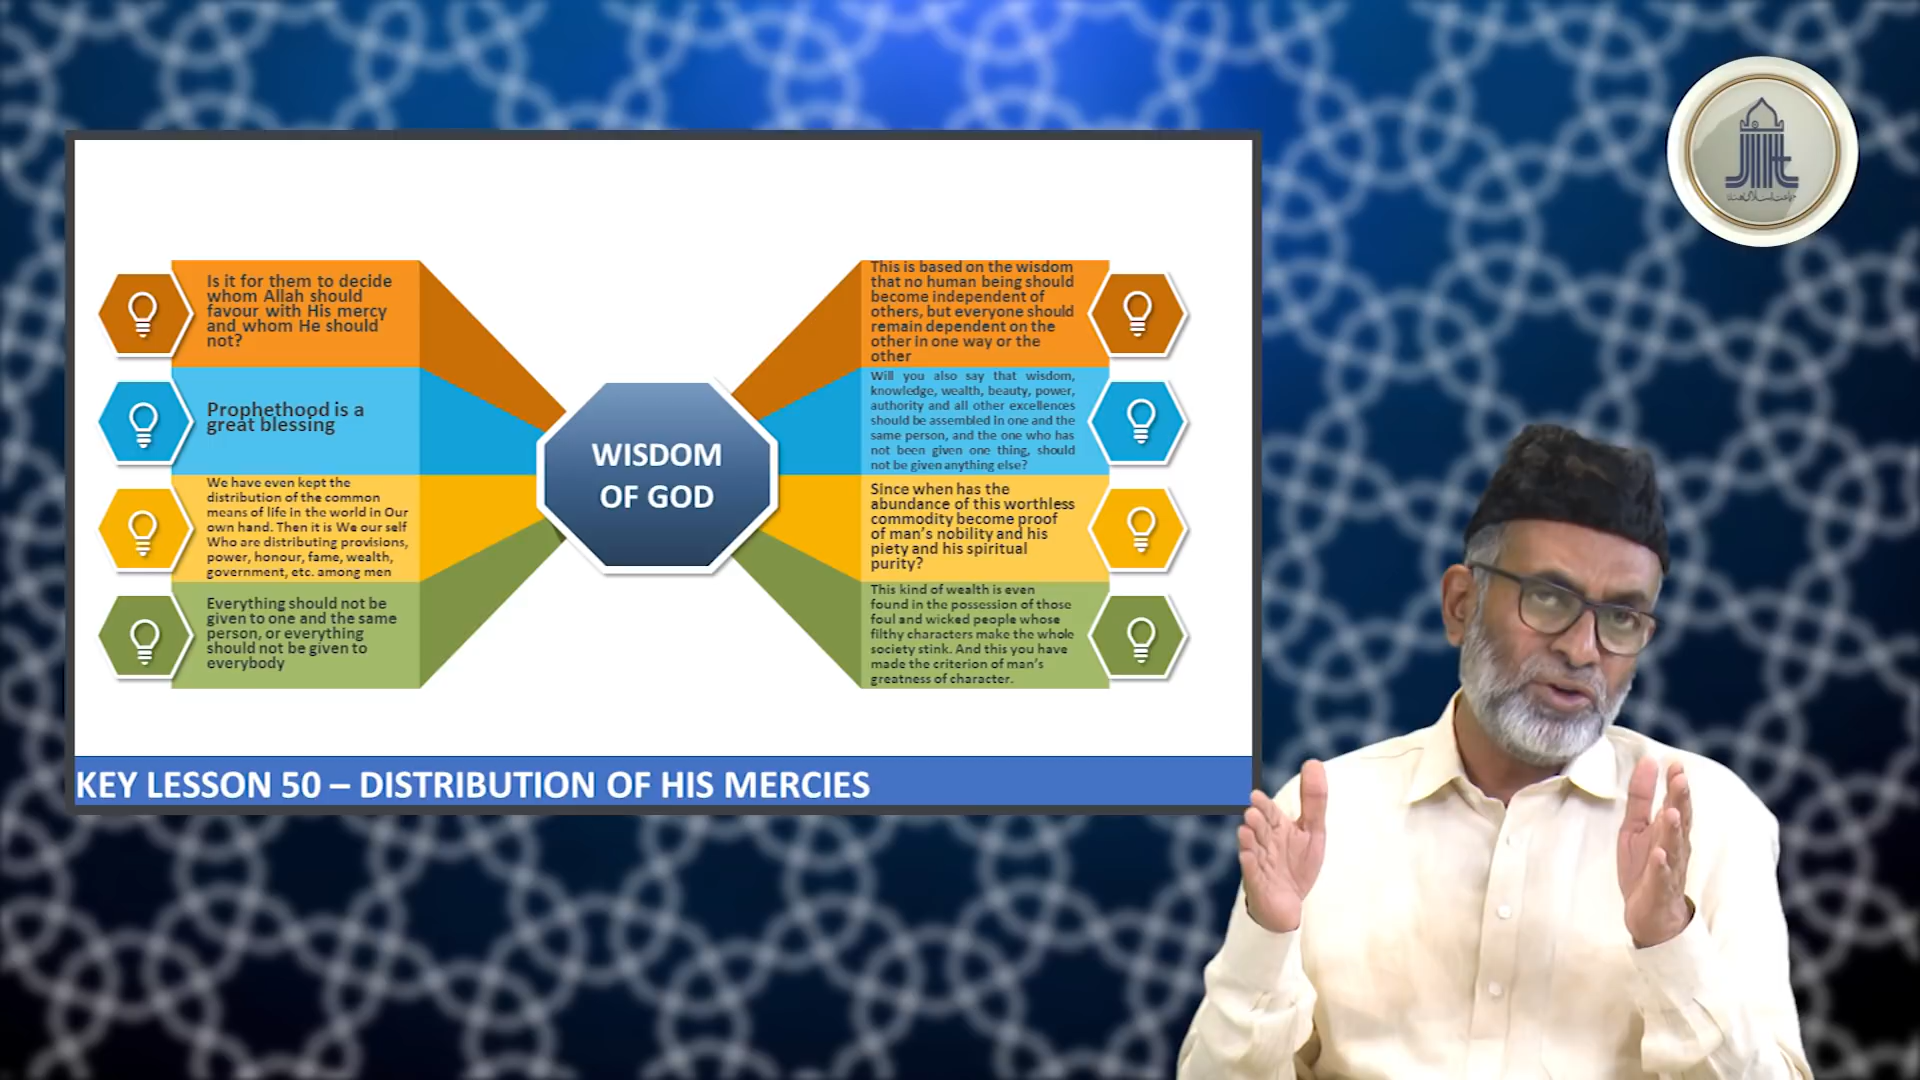 Is it for them to decide
whom Allah should
favour with His mercy
and whom He should
not?
Prophethood is a
great blessing
We have even kept the
distribution of the common
means of life in the world in Our
own hand. Then it is We our self
Who are distributing provisions,
power, honour, fame, wealth,
government, etc. among men
Everything should not be
given to one and the same
person, or everything
should not be given to
everybody
WISDOM
OF GOD
This is based on the wisdom
that no human being should
become independent of
others, but everyone should
remain dependent on the
other in one way or the
other
Will you also say that wisdom,
knowledge, wealth, beauty, power,
authority and all other excellences
should be assembled in one and the
same person, and the one who has
not been given one thing, should
not be given anything else?
Since when has the
abundance of this worthless
commodity become proof
of man's nobility and his
piety and his spiritual
purity?
This kind of wealth is even
found in the possession of those
foul and wicked people whose
filthy characters make the whole
society stink. And this you have
made the criterion of man's
greatness of character.
KEY LESSON 50 – DISTRIBUTION OF HIS MERCIES
جماعت اسلامی ہند